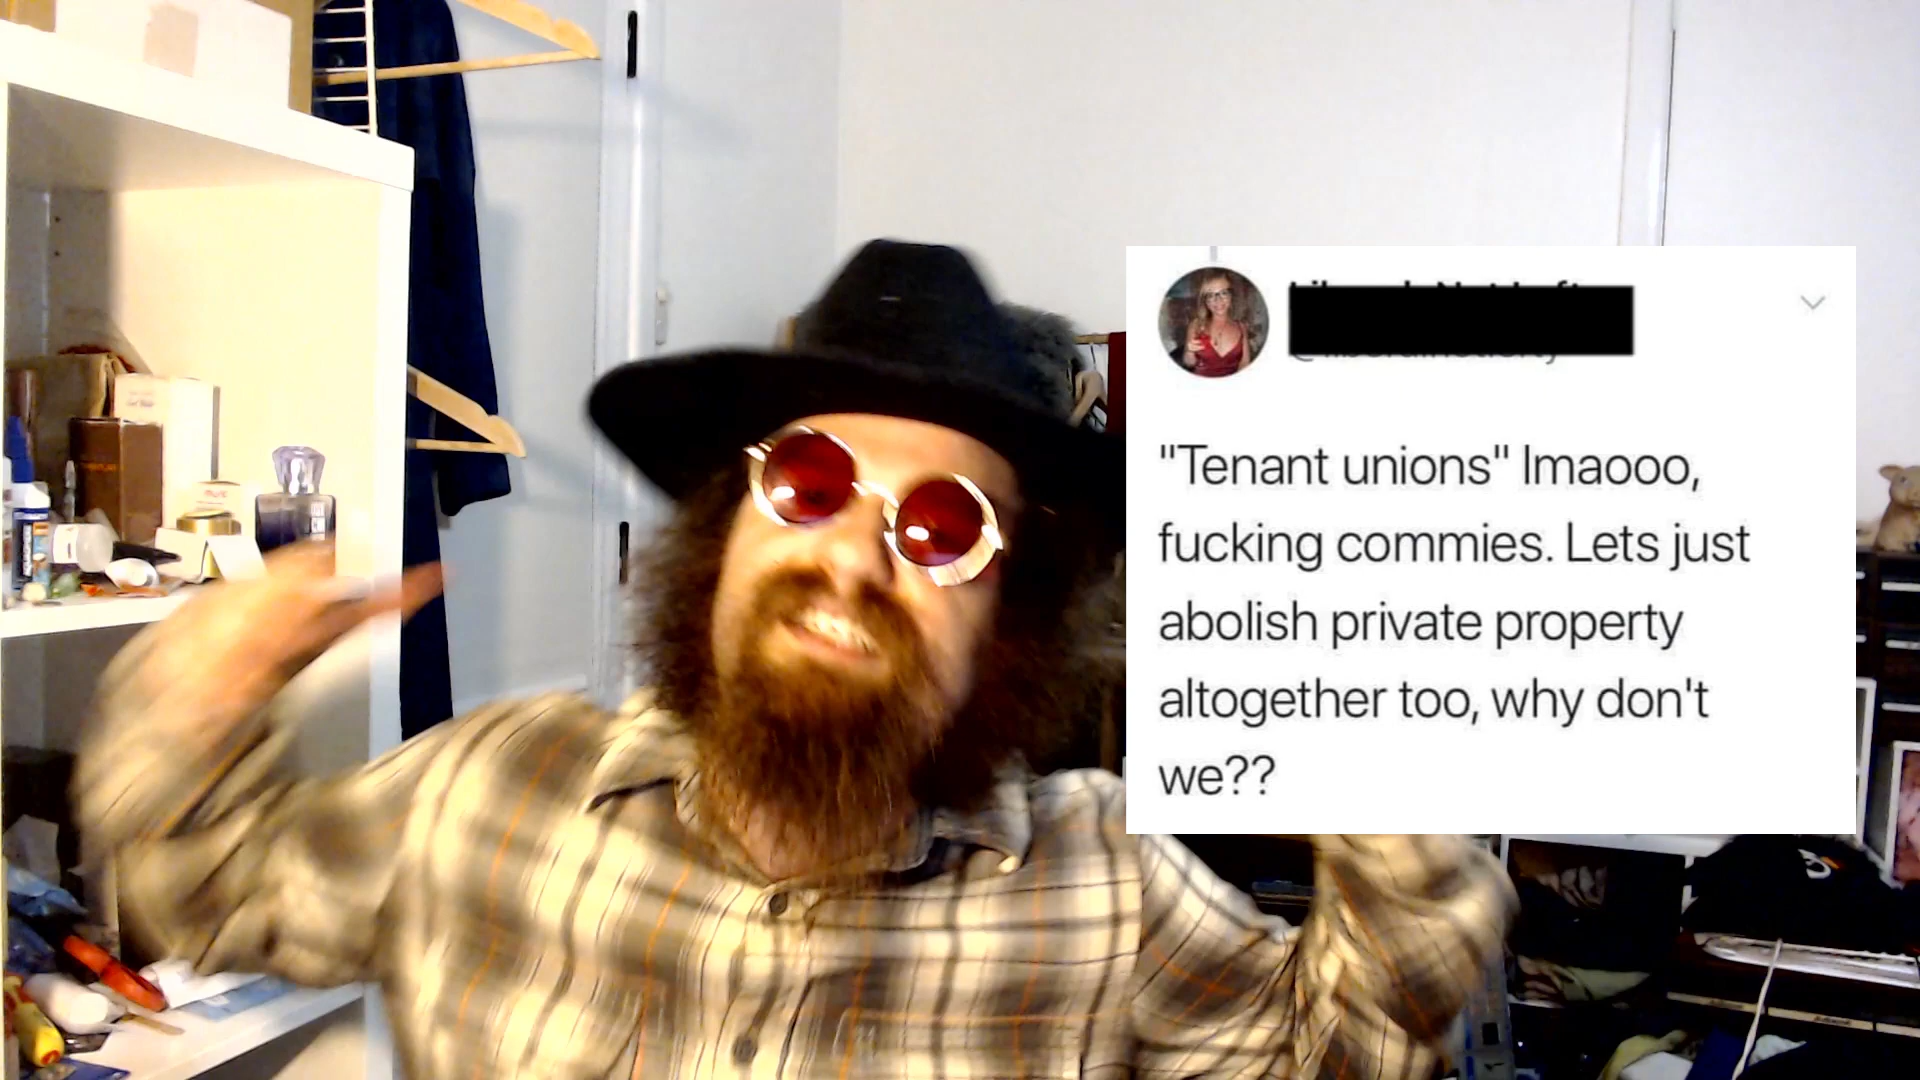 "Tenant unions" lmaooo,
fucking commies. Lets just
abolish private property
altogether too, why don't
we??